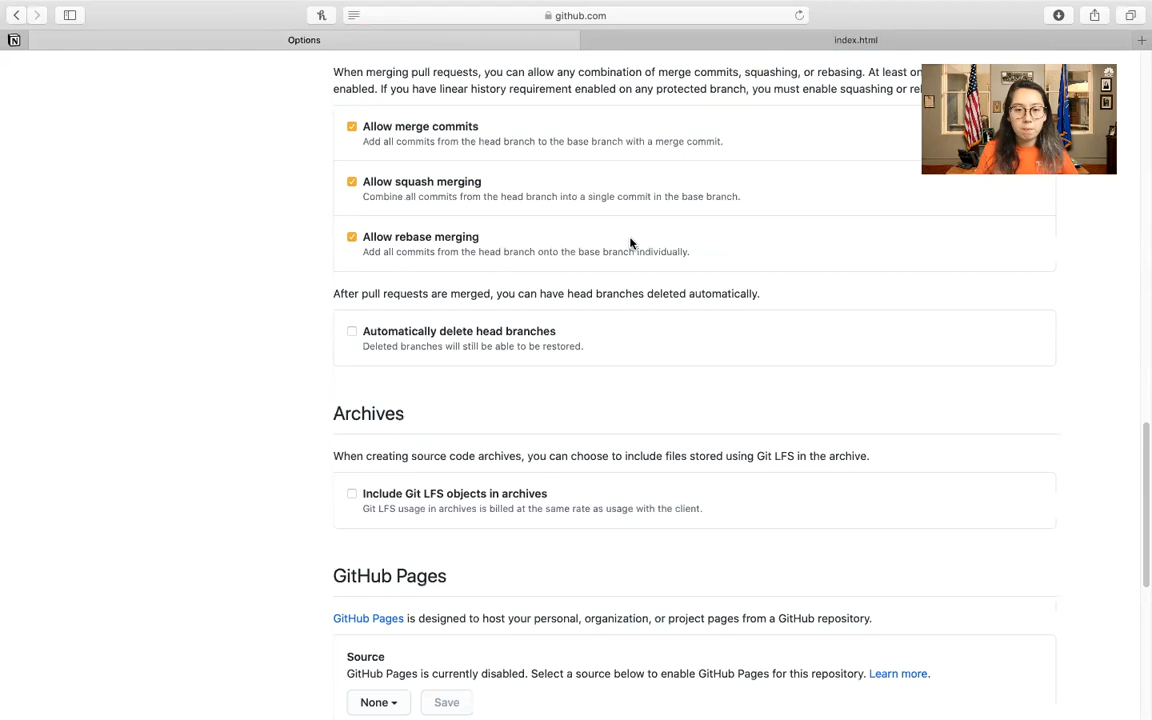 github.com
Options
index.html
When merging pull requests, you can allow any combination of merge commits, squashing, or rebasing. At least on
enabled. If you have linear history requirement enabled on any protected branch, you must enable squashing or re
Allow merge commits
Add all commits from the head branch to the base branch with a merge commit.
Allow squash merging
Combine all commits from the head branch into a single commit in the base branch.
Allow rebase merging
Add all commits from the head branch onto the base branch individually.
After pull requests are merged, you can have head branches deleted automatically.
Automatically delete head branches
Deleted branches will still be able to be restored.
Archives
When creating source code archives, you can choose to include files stored using Git LFS in the archive.
Include Git LFS objects in archives
Git LFS usage in archives is billed at the same rate as usage with the client.
GitHub Pages
GitHub Pages is designed to host your personal, organization, or project pages from a GitHub repository.
Source
GitHub Pages is currently disabled. Select a source below to enable GitHub Pages for this repository. Learn more.
None
Save